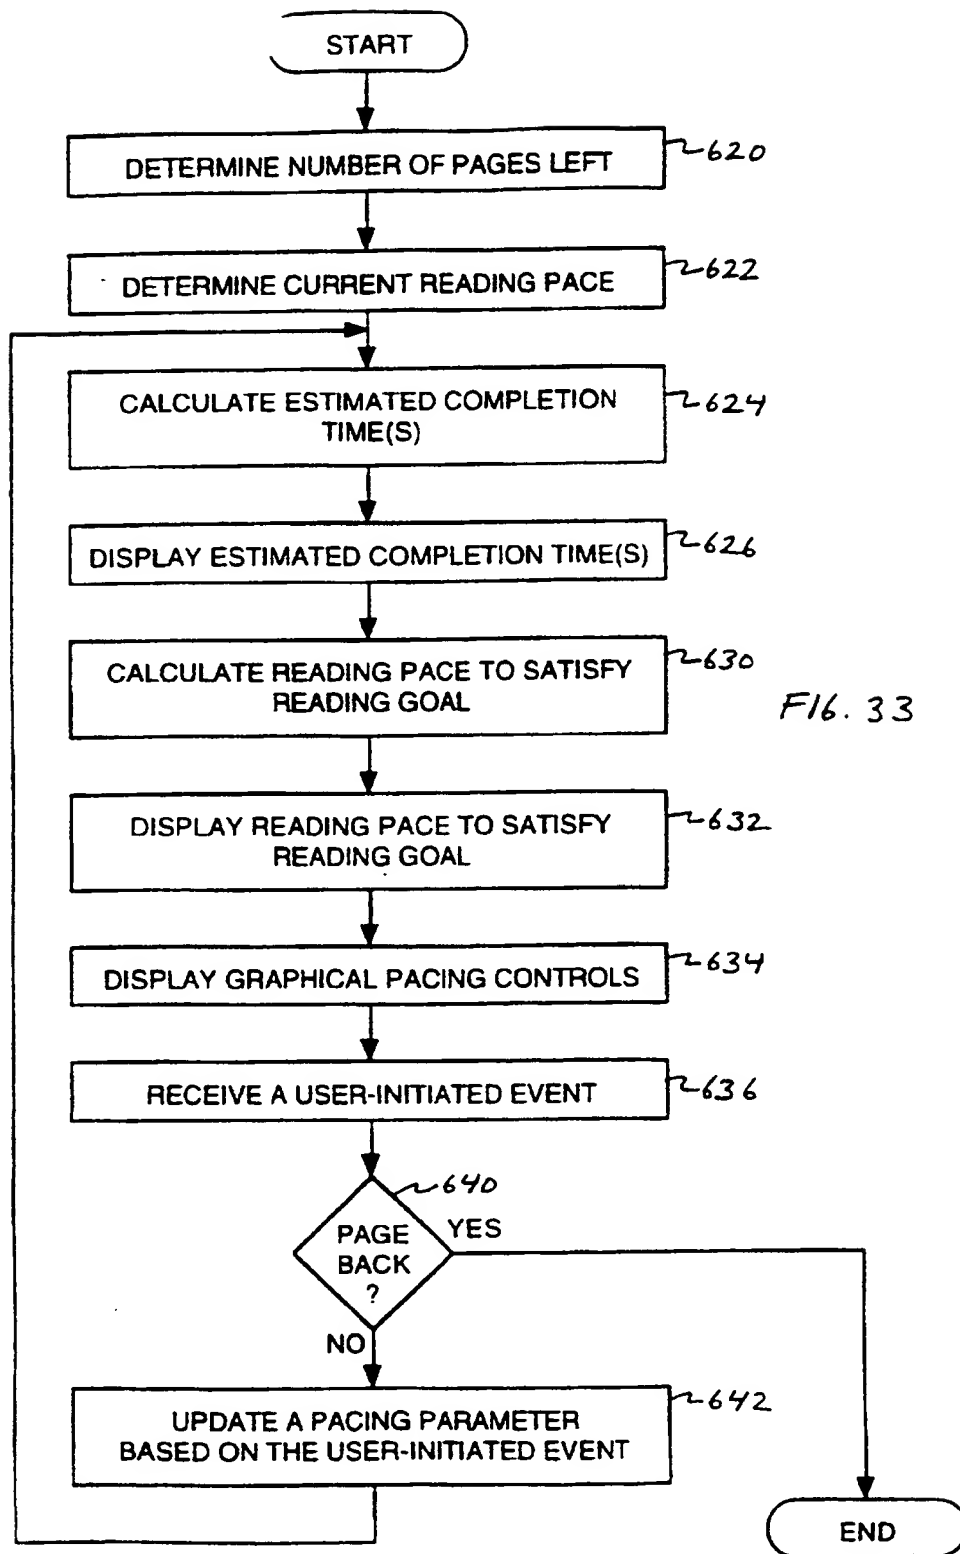 START
DETERMINE NUMBER OF PAGES LEFT
620
DETERMINE CURRENT READING PACE
622
CALCULATE ESTIMATED COMPLETION
TIME(S)
624
DISPLAY ESTIMATED COMPLETION TIME(S)
626
CALCULATE READING PACE TO SATISFY
READING GOAL
630
FIG. 33
DISPLAY READING PACE TO SATISFY
READING GOAL
632
DISPLAY GRAPHICAL PACING CONTROLS
634
RECEIVE A USER-INITIATED EVENT
636
640
PAGE
BACK
?
YES
NO
UPDATE A PACING PARAMETER
BASED ON THE USER-INITIATED EVENT
642
END